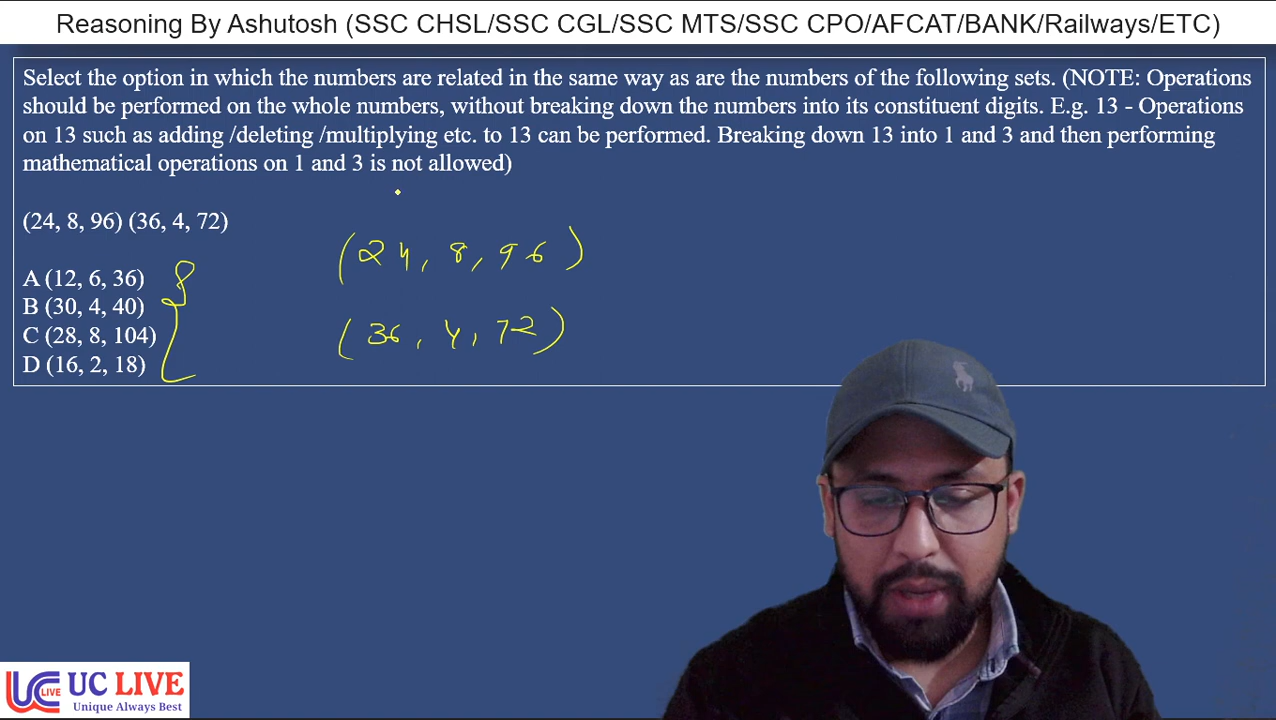 Reasoning By Ashutosh (SSC CHSL/SSC CGL/SSC MTS/SSC CPO/AFCAT/BANK/Railways/ETC)
Select the option in which the numbers are related in the same way as are the numbers of the following sets. (NOTE: Operations
should be performed on the whole numbers, without breaking down the numbers into its constituent digits. E.g. 13 - Operations
on 13 such as adding /deleting /multiplying etc. to 13 can be performed. Breaking down 13 into 1 and 3 and then performing
mathematical operations on 1 and 3 is not allowed)
(24, 8, 96) (36, 4, 72)
(24, 8, 96)
A (12, 6, 36)
B (30, 4, 40)
(36, 4, 72)
C (28, 8, 104)
D (16, 2, 18)
UC LIVE
LIVE
Unique Always Best